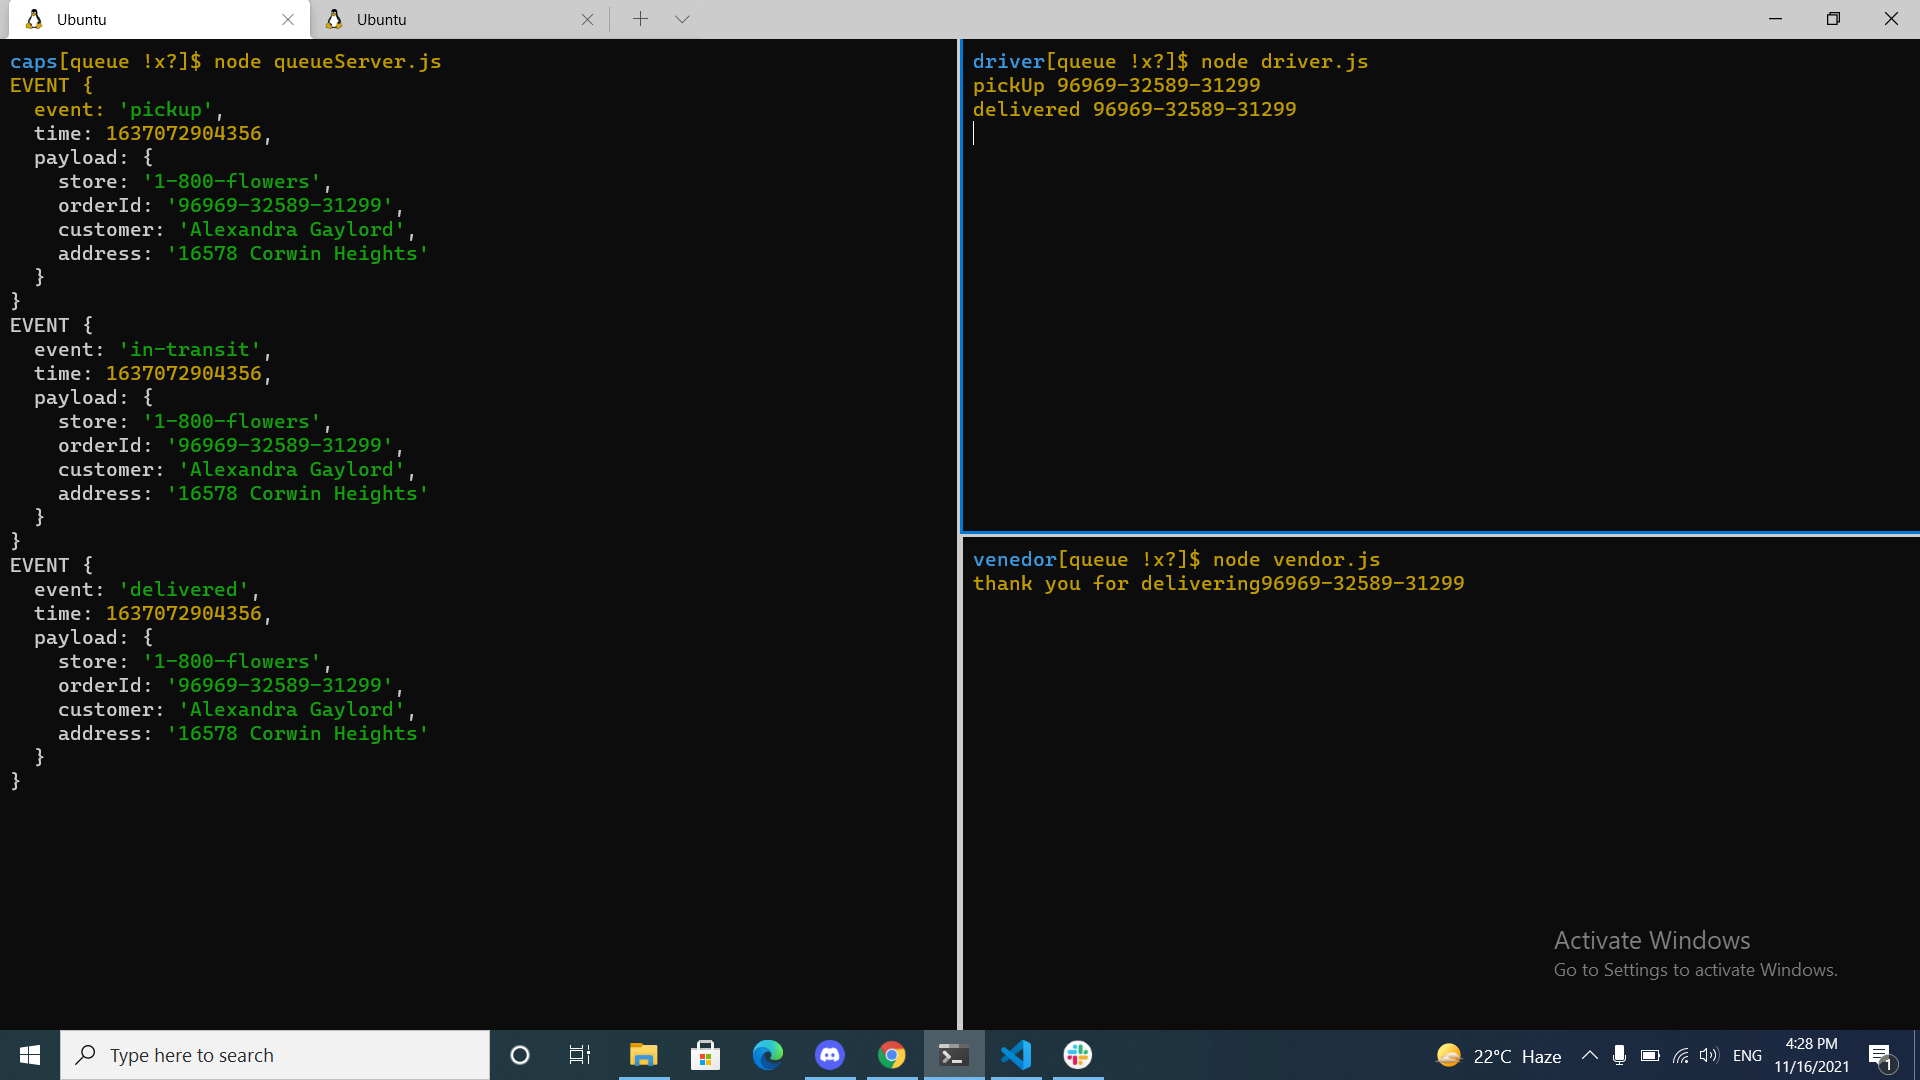 Ubuntu
Ubuntu
caps[queue !x?]$ node queueServer.js
EVENT {
  event: 'pickup',
  time: 1637072904356,
  payload: {
    store: '1-800-flowers',
    orderId: '96969-32589-31299',
    customer: 'Alexandra Gaylord',
    address: '16578 Corwin Heights'
  }
}
EVENT {
  event: 'in-transit',
  time: 1637072904356,
  payload: {
    store: '1-800-flowers',
    orderId: '96969-32589-31299',
    customer: 'Alexandra Gaylord',
    address: '16578 Corwin Heights'
  }
}
EVENT {
  event: 'delivered',
  time: 1637072904356,
  payload: {
    store: '1-800-flowers',
    orderId: '96969-32589-31299',
    customer: 'Alexandra Gaylord',
    address: '16578 Corwin Heights'
  }
}
driver[queue !x?]$ node driver.js
pickUp 96969-32589-31299
delivered 96969-32589-31299
venedor[queue !x?]$ node vendor.js
thank you for delivering96969-32589-31299
Activate Windows
Go to Settings to activate Windows.
Type here to search
22°C Haze
ENG
4:28 PM
11/16/2021
1